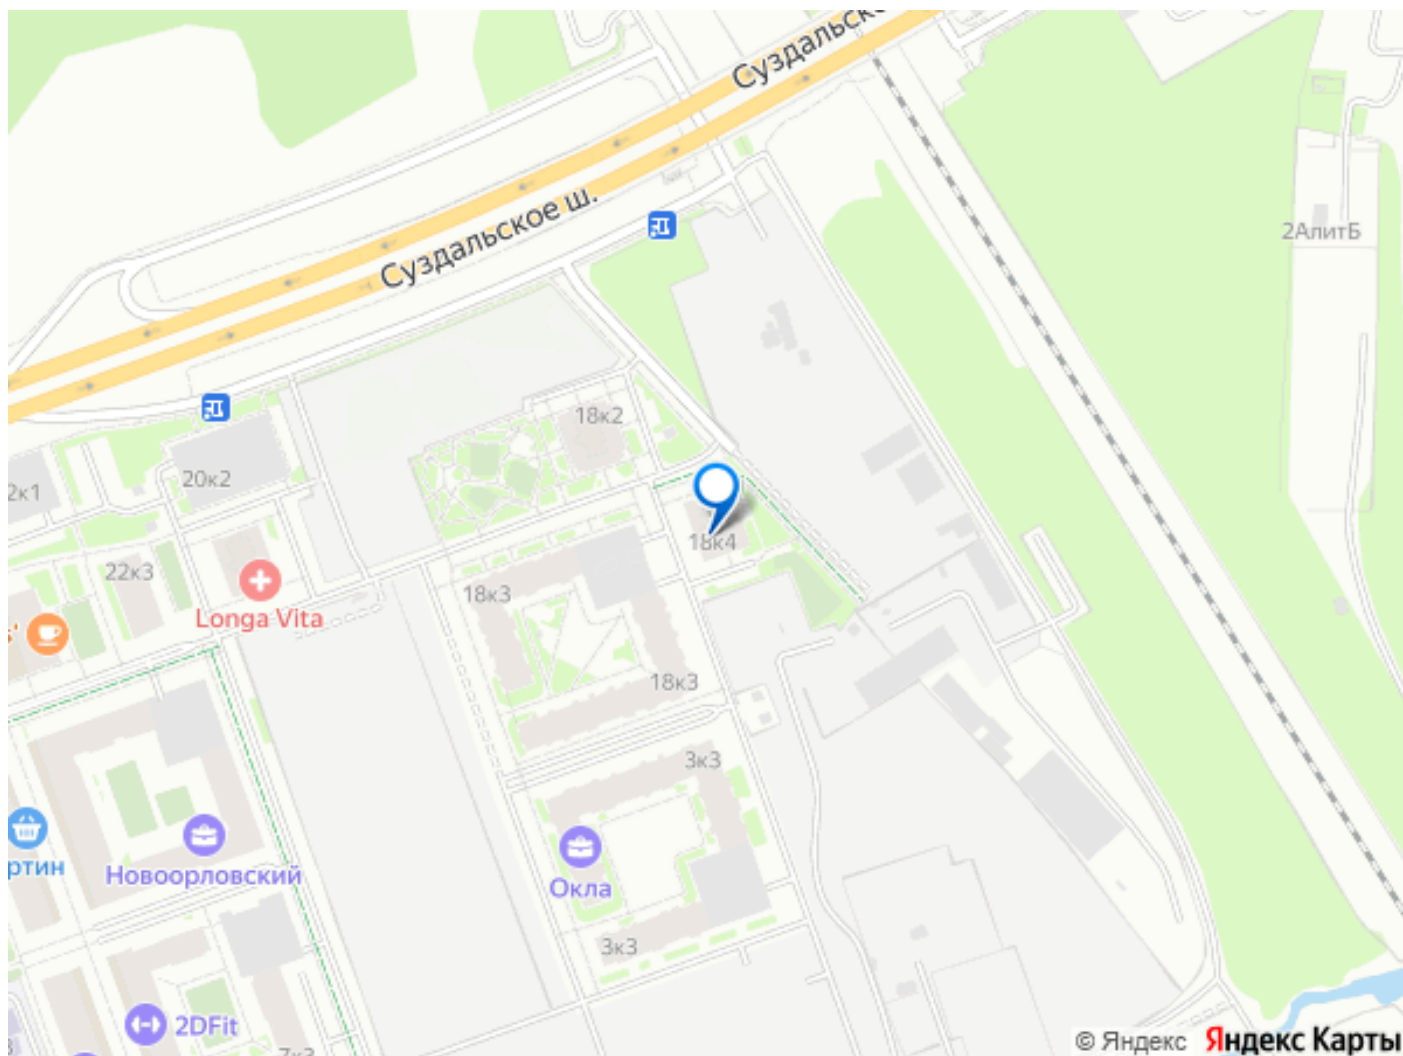 Суздальск
Суздальское ш.
2АлитБ
18к2
20к2
2к1
18к4
22к3
18к3
Longa Vita
s'
18к3
3к3
ртин
Новоорловский
Окла
3к3
2DFit
7к3
© Яндекс Яндекс Карты